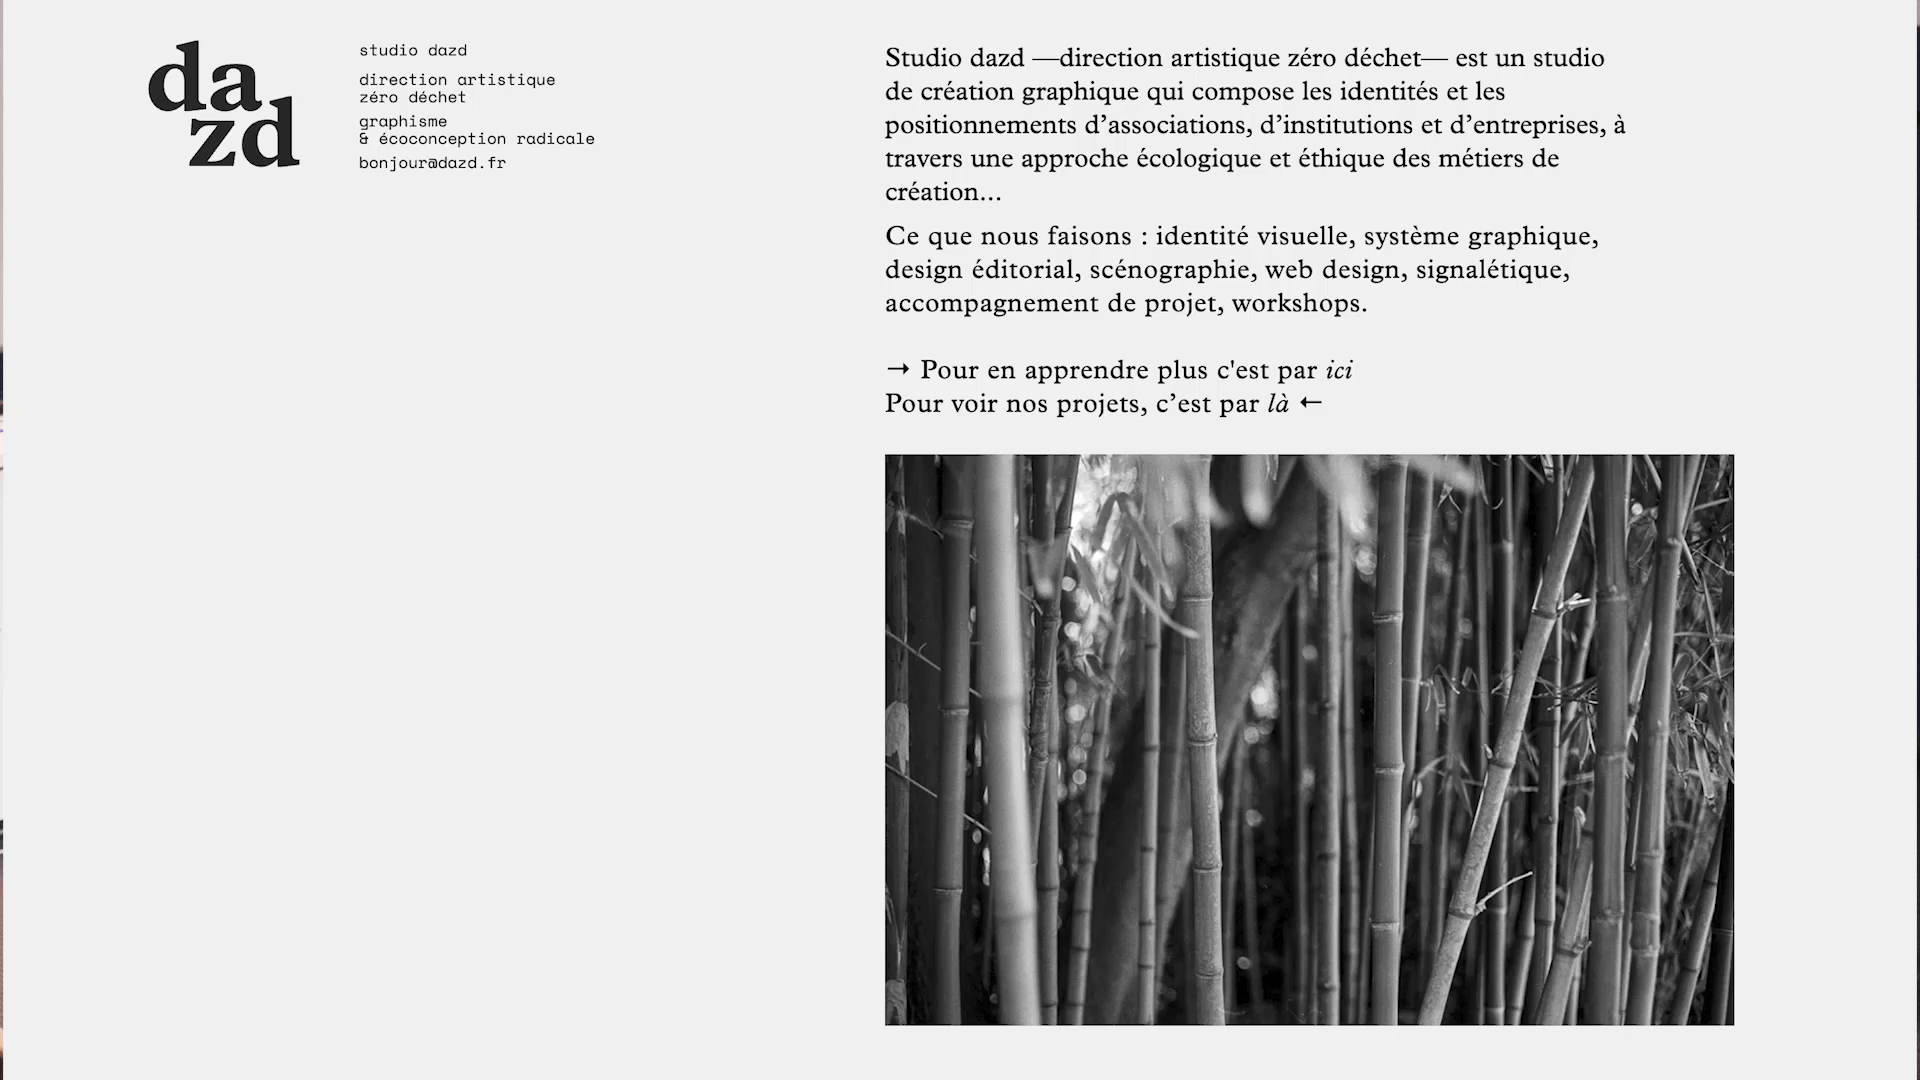 da
zd
studio dazd
direction artistique
zéro déchet
graphisme
& écoconception radicale
bonjour@dazd.fr
Studio dazd —direction artistique zéro déchet— est un studio
de création graphique qui compose les identités et les
positionnements d’associations, d’institutions et d’entreprises, à
travers une approche écologique et éthique des métiers de
création…
Ce que nous faisons : identité visuelle, système graphique,
design éditorial, scénographie, web design, signalétique,
accompagnement de projet, workshops.
→ Pour en apprendre plus c'est par ici
Pour voir nos projets, c’est par là ←